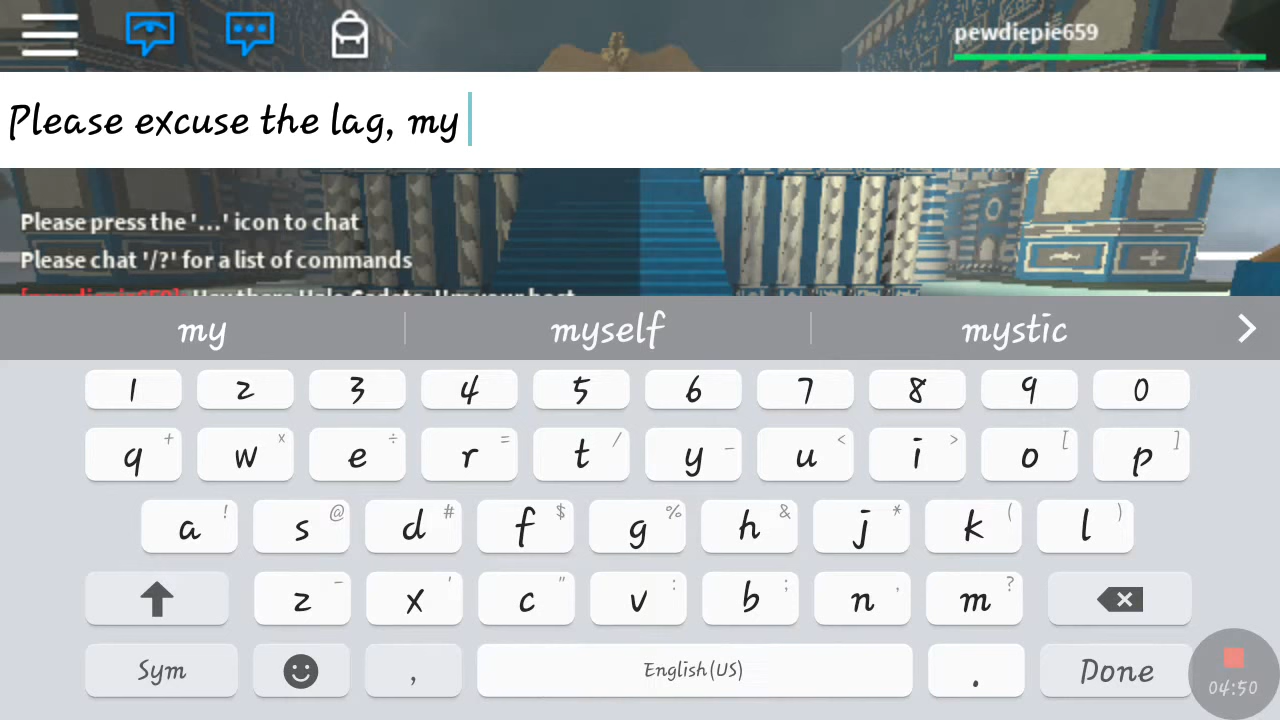 pewdiepie659
Please excuse the lag, my
Please press the '...' icon to chat
Please chat '/?' for a list of commands
my myself mystic
1 2 3 4 5 6 7 8 9 0
q + w x e ÷ r = t / y _ u < i > o [ p ]
a ! s @ d # f $ g % h & j * k ( l )
z - x ' c " v : b ; n , m ?
Sym , English(US) . Done
04:50